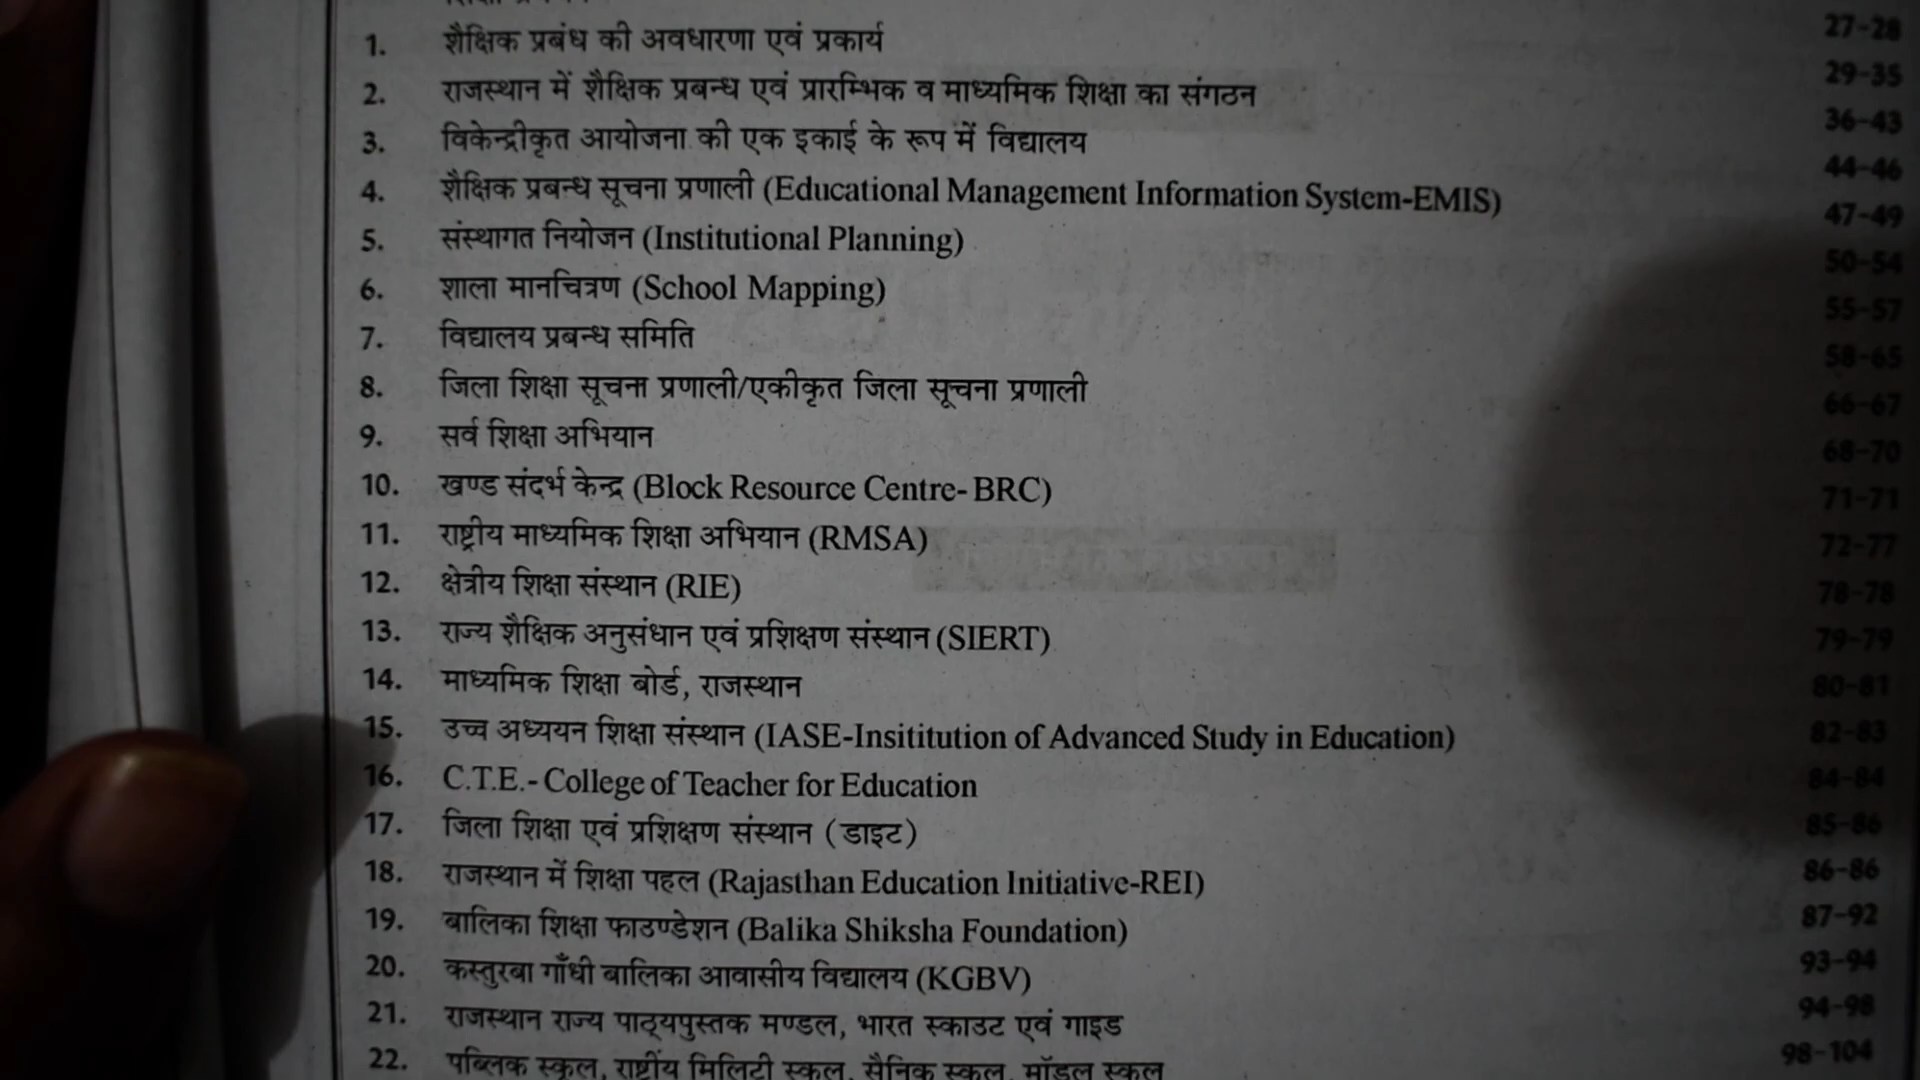 1. शैक्षिक प्रबंध की अवधारणा एवं प्रकार्य 27-28
2. राजस्थान में शैक्षिक प्रबन्ध एवं प्रारम्भिक व माध्यमिक शिक्षा का संगठन 29-35
3. विकेन्द्रीकृत आयोजना की एक इकाई के रूप में विद्यालय 36-43
4. शैक्षिक प्रबन्ध सूचना प्रणाली (Educational Management Information System-EMIS) 44-46
47-49
5. संस्थागत नियोजन (Institutional Planning) 50-54
6. शाला मानचित्रण (School Mapping) 55-57
7. विद्यालय प्रबन्ध समिति 58-65
8. जिला शिक्षा सूचना प्रणाली/एकीकृत जिला सूचना प्रणाली 66-67
9. सर्व शिक्षा अभियान 68-70
10. खण्ड संदर्भ केन्द्र (Block Resource Centre- BRC) 71-71
11. राष्ट्रीय माध्यमिक शिक्षा अभियान (RMSA) 72-77
12. क्षेत्रीय शिक्षा संस्थान (RIE) 78-78
13. राज्य शैक्षिक अनुसंधान एवं प्रशिक्षण संस्थान (SIERT) 79-79
14. माध्यमिक शिक्षा बोर्ड, राजस्थान 80-81
15. उच्च अध्ययन शिक्षा संस्थान (IASE-Insititution of Advanced Study in Education) 82-83
16. C.T.E.- College of Teacher for Education 84-84
17. जिला शिक्षा एवं प्रशिक्षण संस्थान (डाइट) 85-86
18. राजस्थान में शिक्षा पहल (Rajasthan Education Initiative-REI) 86-86
19. बालिका शिक्षा फाउण्डेशन (Balika Shiksha Foundation) 87-92
20. कस्तुरबा गाँधी बालिका आवासीय विद्यालय (KGBV) 93-94
21. राजस्थान राज्य पाठ्यपुस्तक मण्डल, भारत स्काउट एवं गाइड 94-98
22. पब्लिक स्कूल, राष्ट्रीय मिलिट्री स्कूल, सैनिक स्कूल, मॉडल स्कूल 98-104